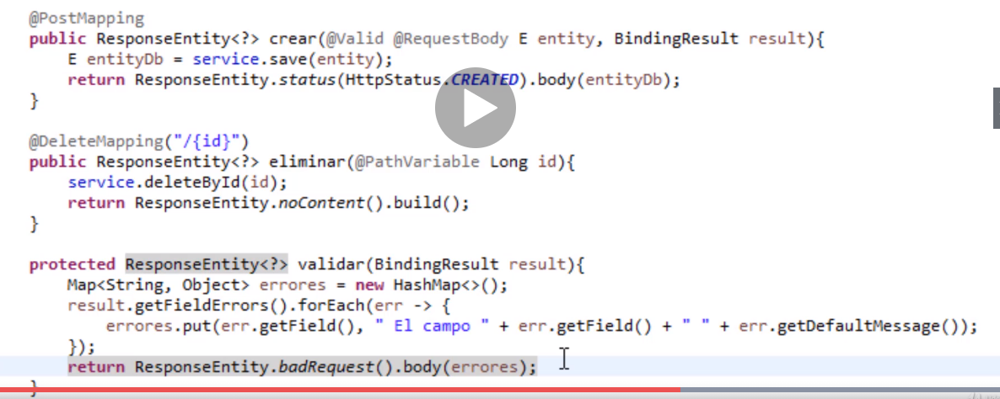 @PostMapping
public ResponseEntity<?> crear(@Valid @RequestBody E entity, BindingResult result){
E entityDb = service.save(entity);
return ResponseEntity.status(HttpStatus.CREATED).body(entityDb);
}
@DeleteMapping("/{id}")
public ResponseEntity<?> eliminar(@PathVariable Long id){
service.deleteById(id);
return ResponseEntity.noContent().build();
}
protected ResponseEntity<?> validar(BindingResult result){
Map<String, Object> errores = new HashMap<>();
result.getFieldErrors().forEach(err -> {
errores.put(err.getField(), " El campo " + err.getField() + " " + err.getDefaultMessage());
});
return ResponseEntity.badRequest().body(errores);
}